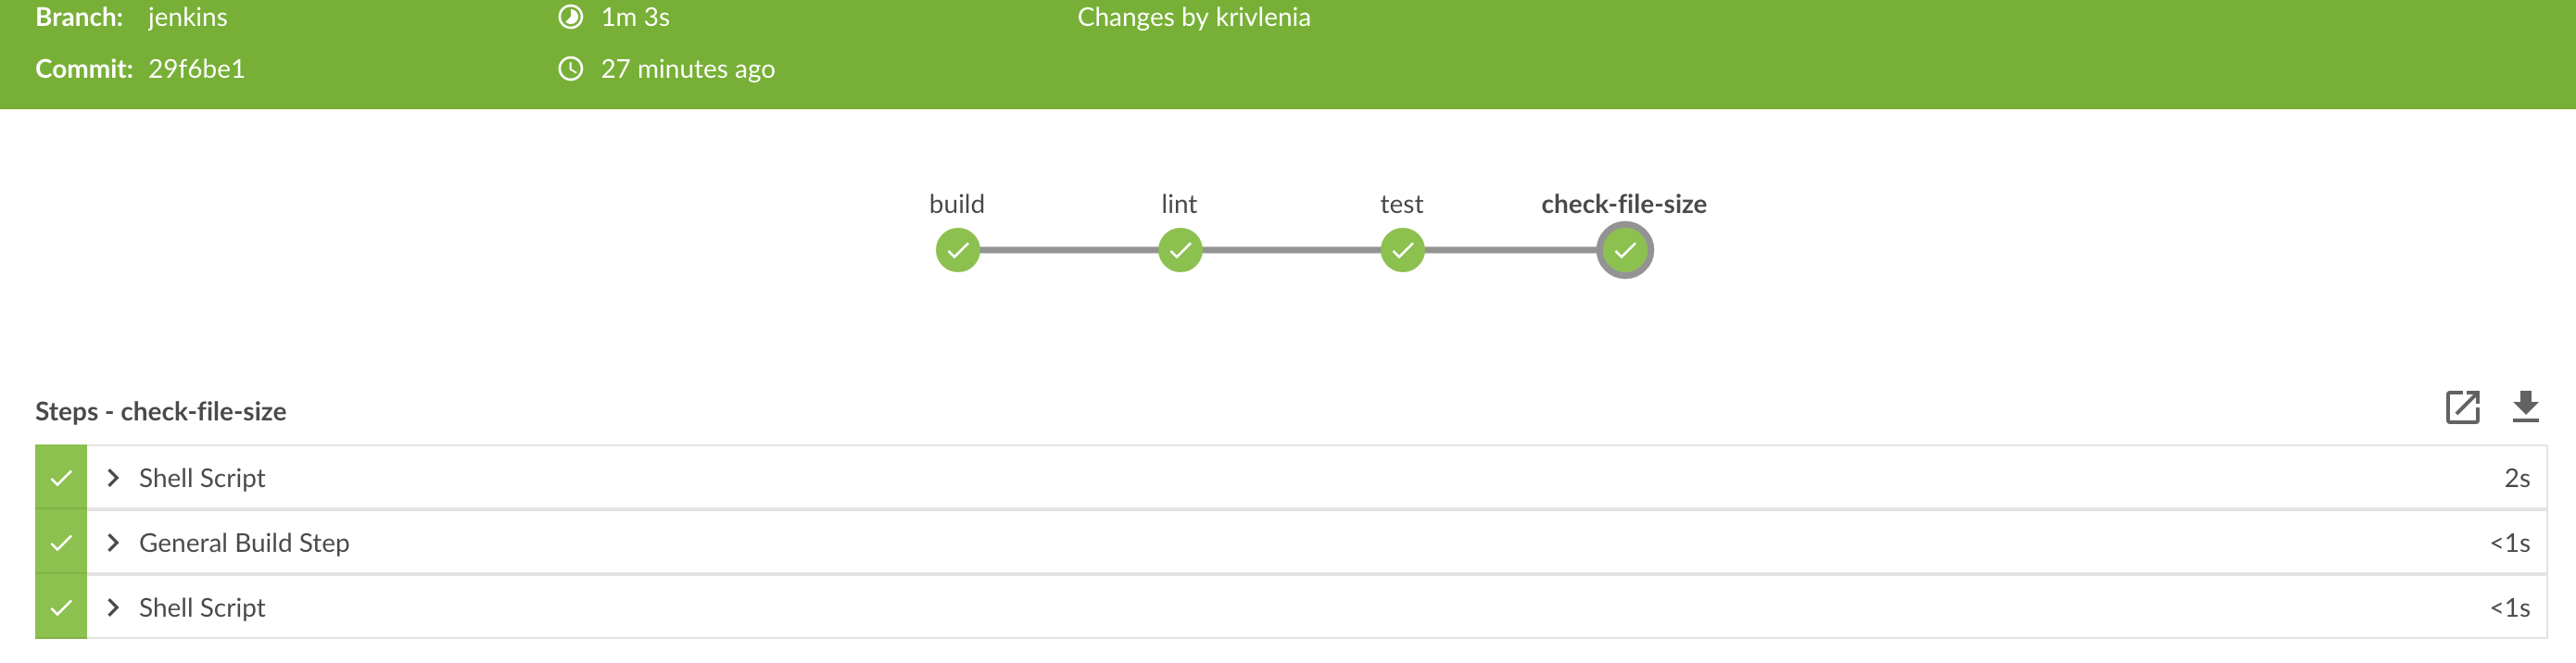 Branch: jenkins 1m 3s Changes by krivlenia
Commit: 29f6be1 27 minutes ago
build lint test check-file-size
Steps - check-file-size
Shell Script 2s
General Build Step <1s
Shell Script <1s